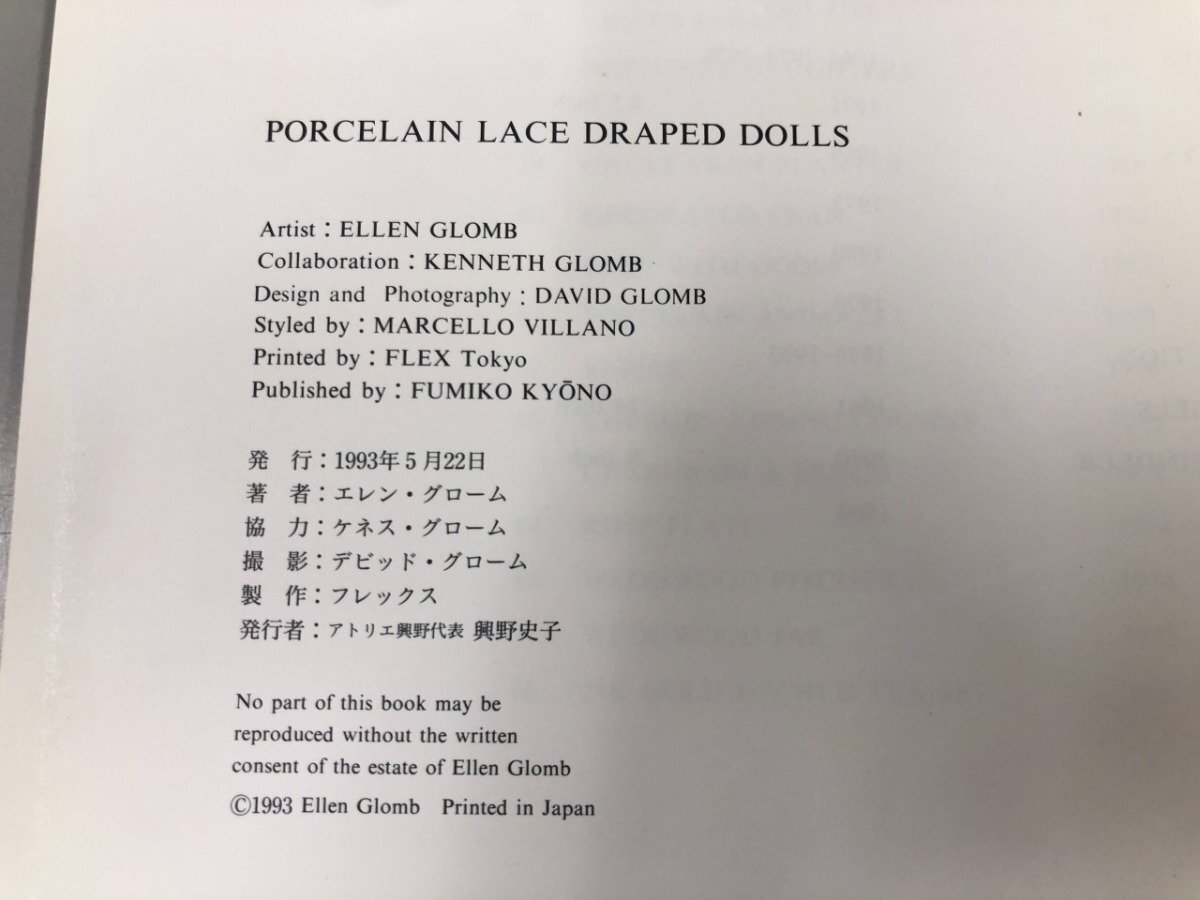 PORCELAIN LACE DRAPED DOLLS
Artist：ELLEN GLOMB
Collaboration：KENNETH GLOMB
Design and Photography：DAVID GLOMB
Styled by：MARCELLO VILLANO
Printed by：FLEX Tokyo
Published by：FUMIKO KYŌNO
発　行：1993年5月22日
著　者：エレン・グローム
協　力：ケネス・グローム
撮　影：デビッド・グローム
製　作：フレックス
発行者：アトリエ興野代表 興野史子
No part of this book may be
reproduced without the written
consent of the estate of Ellen Glomb
©1993 Ellen Glomb Printed in Japan